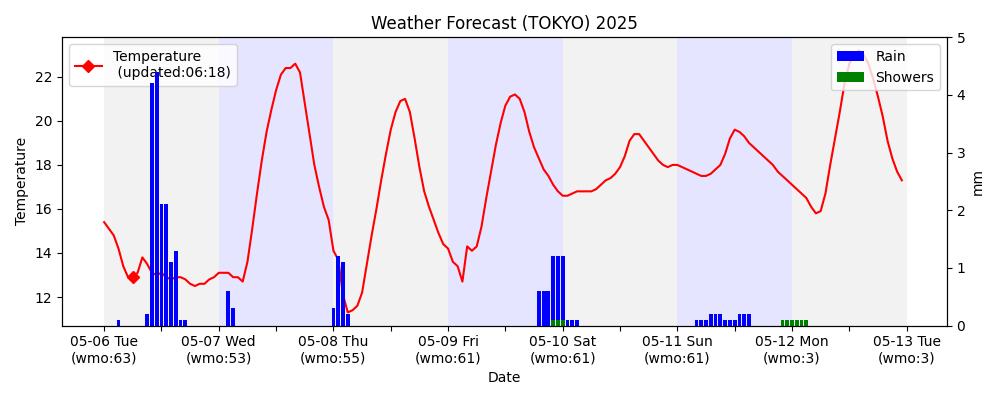 Weather Forecast (TOKYO) 2025
Temperature
(updated:06:18)
Rain
Showers
22
20
18
16
14
12
Temperature
5
4
3
2
1
0
mm
05-06 Tue
(wmo:63)
05-07 Wed
(wmo:53)
05-08 Thu
(wmo:55)
05-09 Fri
(wmo:61)
05-10 Sat
(wmo:61)
05-11 Sun
(wmo:61)
05-12 Mon
(wmo:3)
05-13 Tue
(wmo:3)
Date